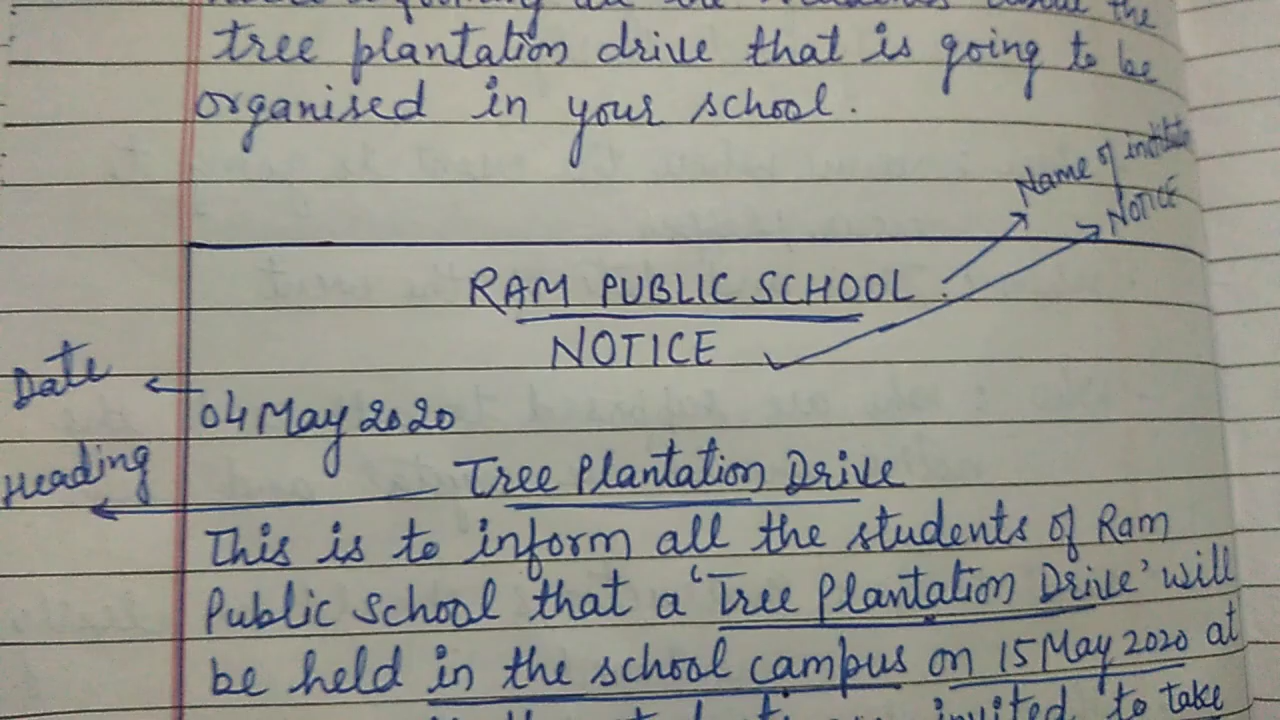 the
tree plantation drive that is going to be
organised in your school.
Name of institute
NOTICE
RAM PUBLIC SCHOOL.
NOTICE
Date
04 May 2020
Heading
Tree Plantation Drive
This is to inform all the students of Ram
Public School that a 'Tree Plantation Drive' will
be held in the school campus on 15 May 2020 at
invited to take